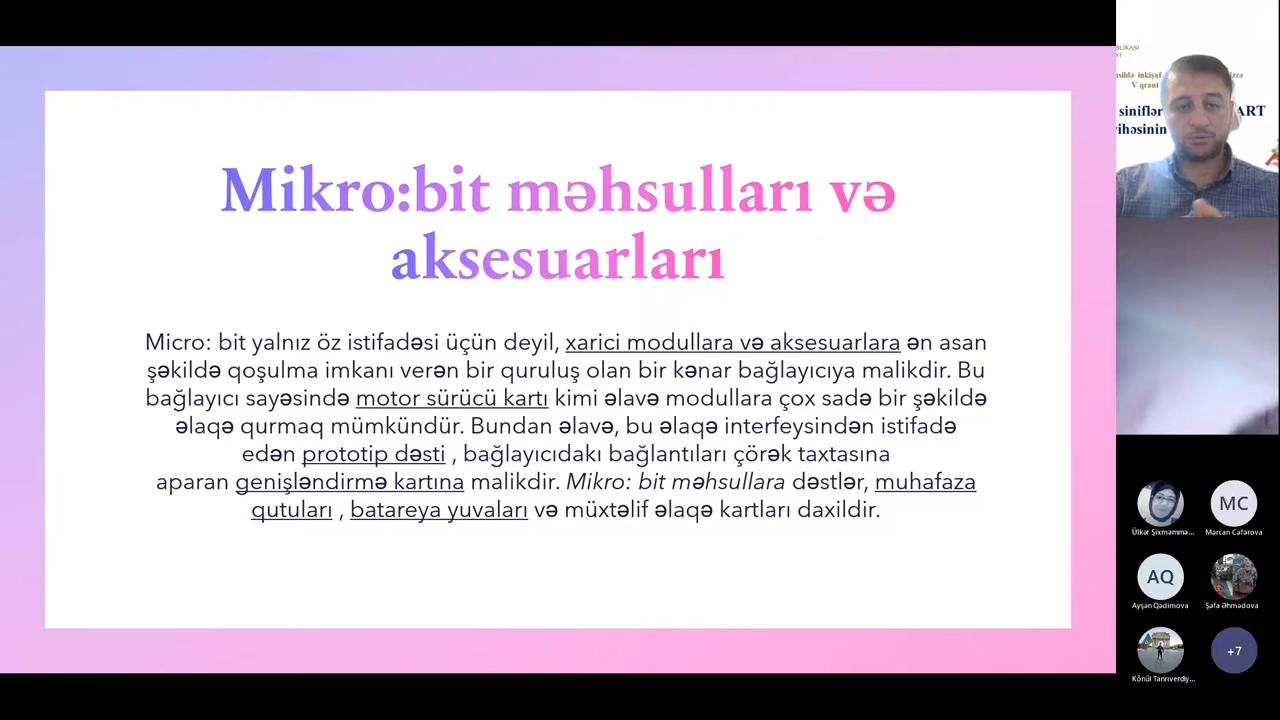 Mikro:bit məhsulları və
aksesuarları
Micro: bit yalnız öz istifadəsi üçün deyil, xarici modullara və aksesuarlara ən asan
şəkildə qoşulma imkanı verən bir quruluş olan bir kənar bağlayıcıya malikdir. Bu
bağlayıcı sayəsində motor sürücü kartı kimi əlavə modullara çox sadə bir şəkildə
əlaqə qurmaq mümkündür. Bundan əlavə, bu əlaqə interfeysindən istifadə
edən prototip dəsti , bağlayıcıdakı bağlantıları çörək taxtasına
aparan genişləndirmə kartına malikdir. Mikro: bit məhsullara dəstlər, muhafaza
qutuları , batareya yuvaları və müxtəlif əlaqə kartları daxildir.
V qrant
siniflər ART
MC
Ülkər Şixməmmə...
Mərcan Cəfərova
AQ
Ayşən Qədimova
Şəfa Əhmədova
+7
Könül Tanrıverdiy...